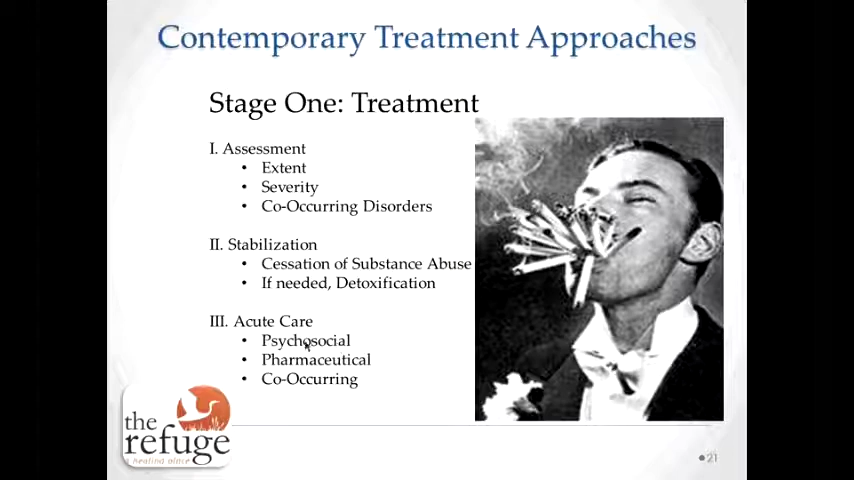 Contemporary Treatment Approaches
Stage One: Treatment
I. Assessment
• Extent
• Severity
• Co-Occurring Disorders
II. Stabilization
• Cessation of Substance Abuse
• If needed, Detoxification
III. Acute Care
• Psychosocial
• Pharmaceutical
• Co-Occurring
the
refuge
a healing place
21